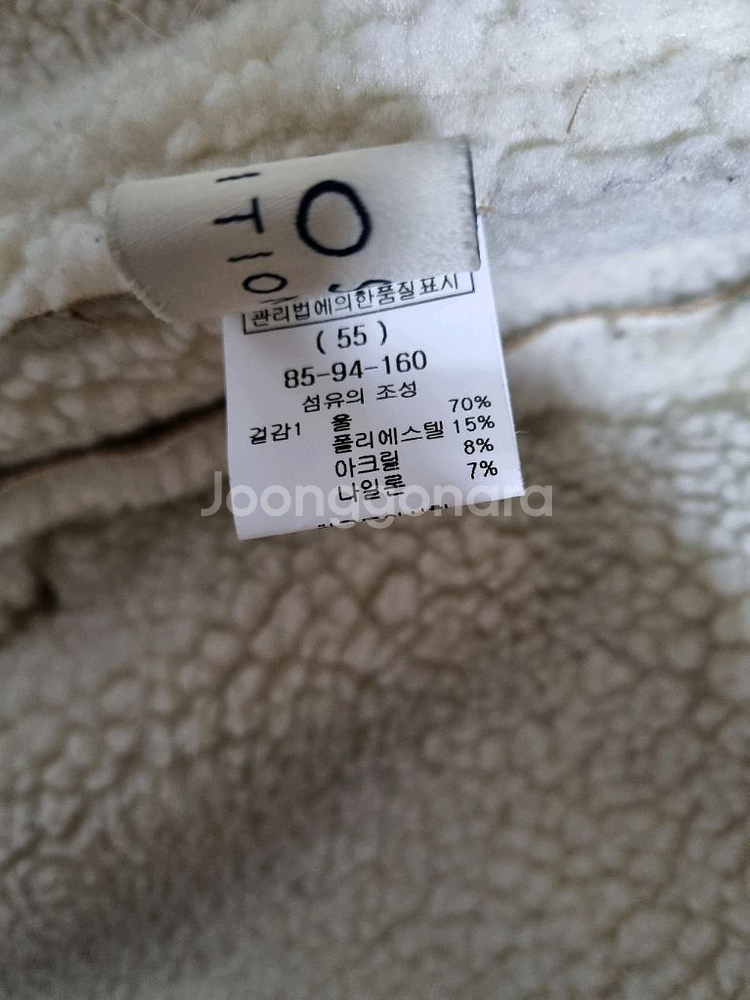 관리법에의한품질표시
( 55 )
85-94-160
섬유의 조성
겉감1 울 70%
폴리에스텔 15%
아크릴 8%
나일론 7%
Joonggonara